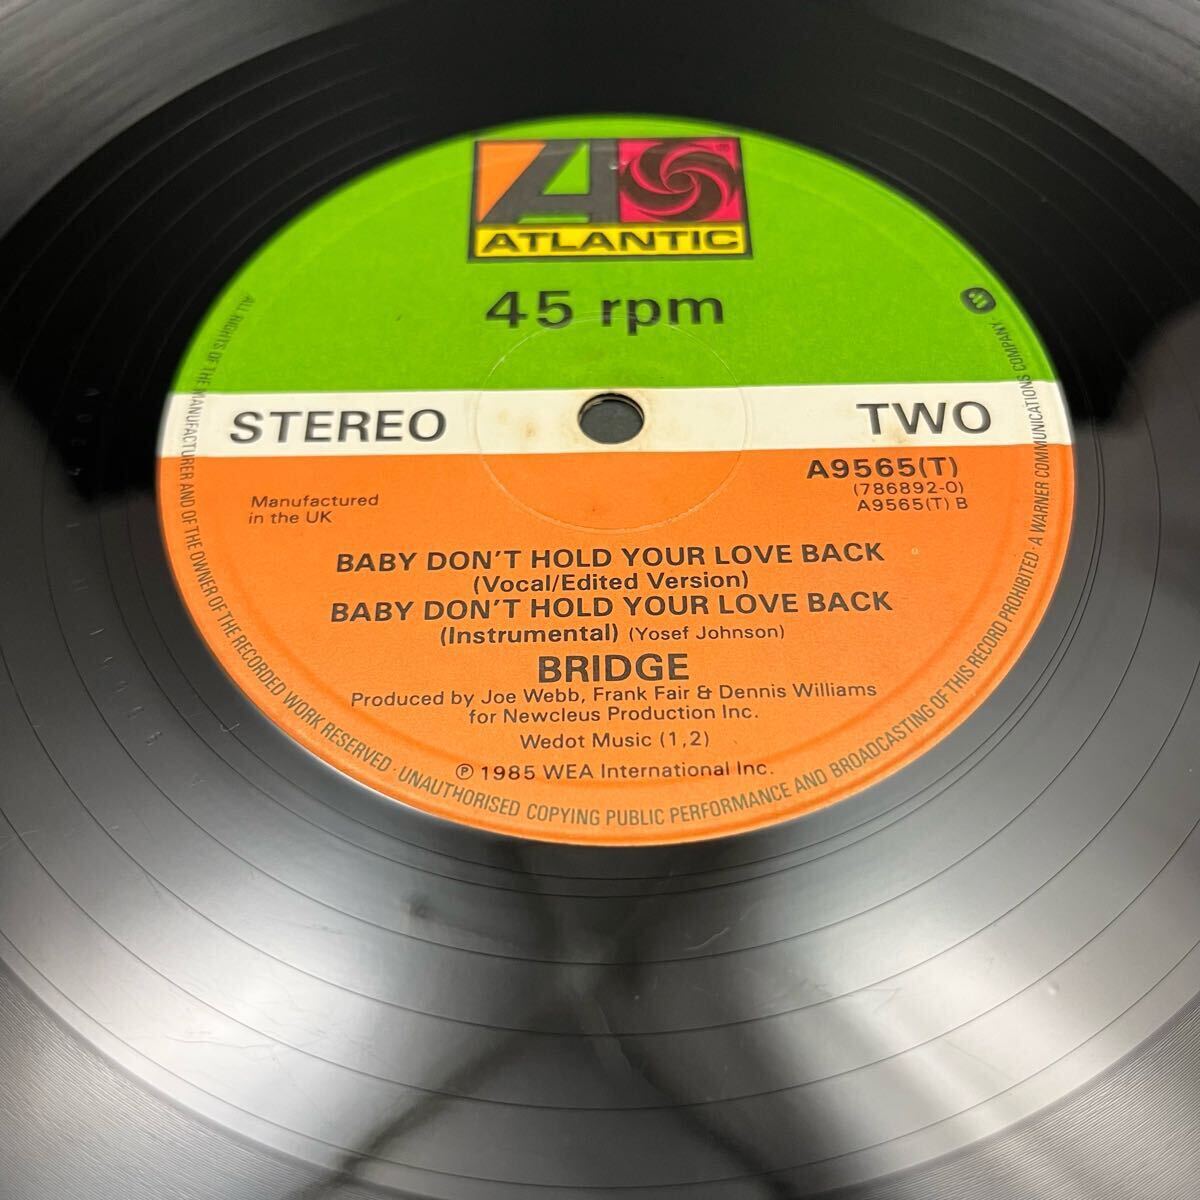 ATLANTIC
45 rpm
STEREO
TWO
A9565(T)
(786892-0)
A9565(T) B
Manufactured
in the UK
BABY DON'T HOLD YOUR LOVE BACK
(Vocal/Edited Version)
BABY DON'T HOLD YOUR LOVE BACK
(Instrumental) (Yosef Johnson)
BRIDGE
Produced by Joe Webb, Frank Fair & Dennis Williams
for Newcleus Production Inc.
Wedot Music (1,2)
℗ 1985 WEA International Inc.
ALL RIGHTS OF THE MANUFACTURER AND OF THE OWNER OF THE RECORDED WORK RESERVED · UNAUTHORISED COPYING PUBLIC PERFORMANCE AND BROADCASTING OF THIS RECORD PROHIBITED · A WARNER COMMUNICATIONS COMPANY